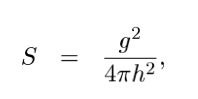 S = g²/4πh²,